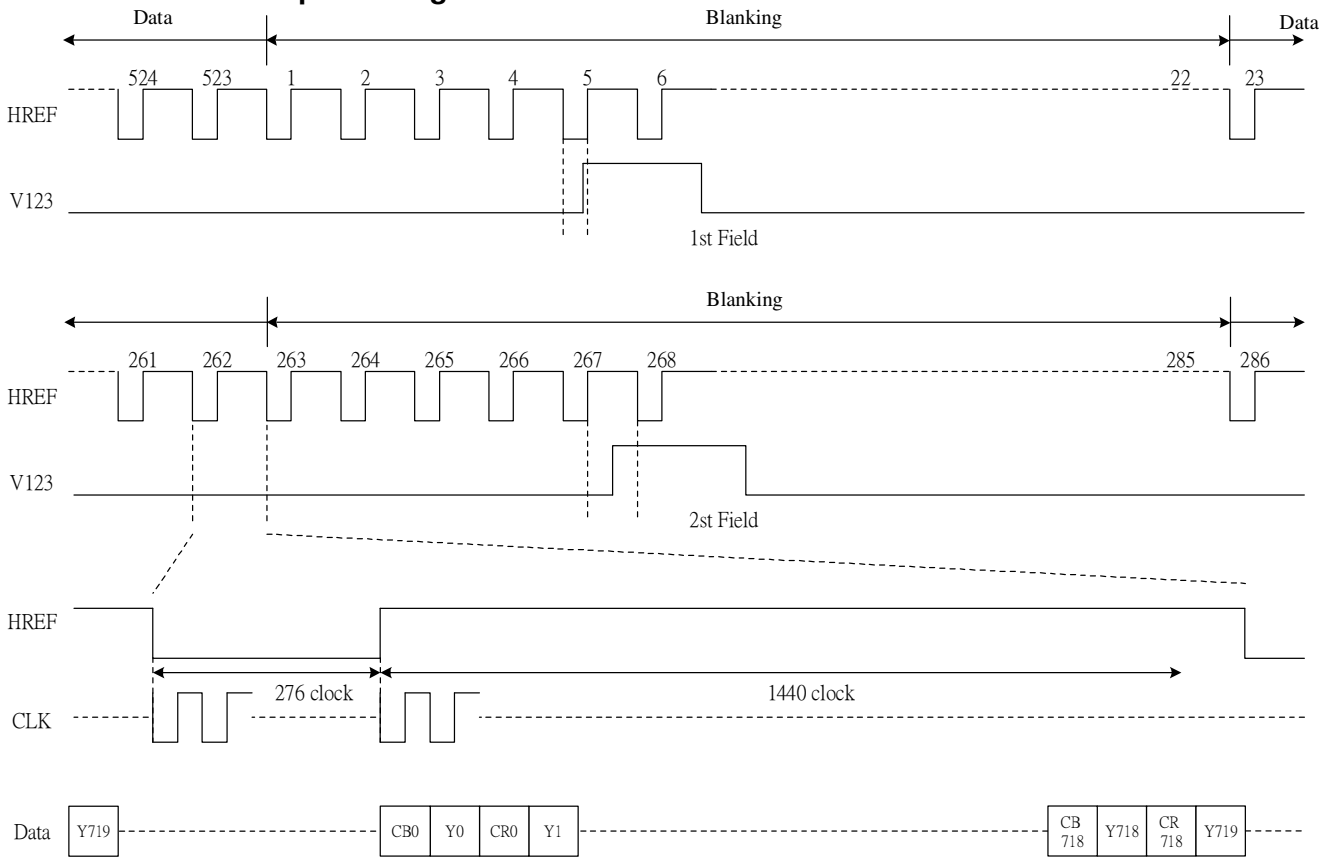 Data Blanking Data
524 523 1 2 3 4 5 6 22 23
HREF
V123
1st Field
Blanking
261 262 263 264 265 266 267 268 285 286
HREF
V123
2st Field
HREF
276 clock 1440 clock
CLK
Data Y719 CB0 Y0 CR0 Y1 CB 718 Y718 CR 718 Y719